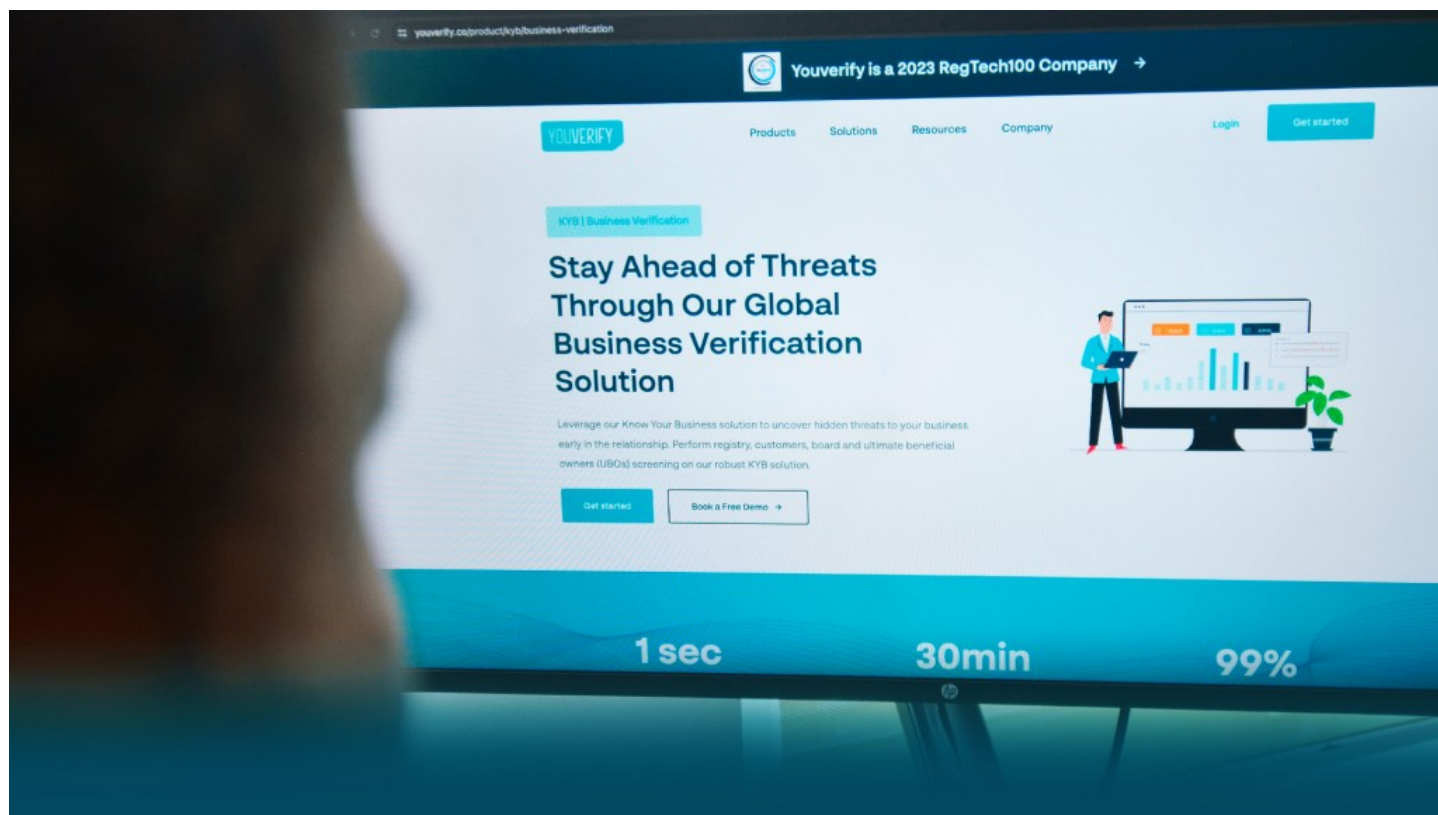 youverify.co/product/kyb/business-verification
Youverify is a 2023 RegTech100 Company →
YOUVERIFY
Products Solutions Resources Company Login Get started
KYB | Business Verification
Stay Ahead of Threats
Through Our Global
Business Verification
Solution
Leverage our Know Your Business solution to uncover hidden threats to your business
early in the relationship. Perform registry, customers, board and ultimate beneficial
owners (UBOs) screening on our robust KYB solution.
Get started Book a Free Demo →
1 sec 30min 99%
hp